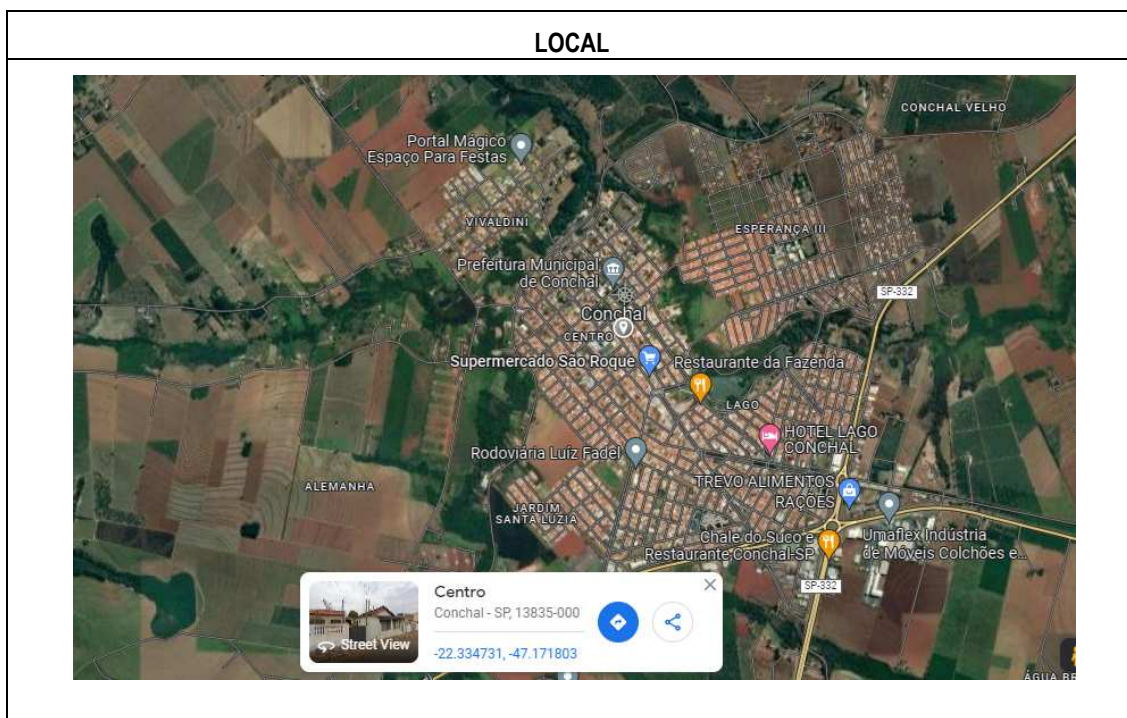 LOCAL
CONCHAL VELHO
Portal Mágico
Espaço Para Festas
VIVALDINI
ESPERANÇA III
Prefeitura Municipal
de Conchal
SP-332
Conchal
CENTRO
Supermercado São Roque
Restaurante da Fazenda
LAGO
HOTEL LAGO
CONCHAL
Rodoviária Luíz Fadel
TREVO ALIMENTOS
RAÇÕES
ALEMANHA
JARDIM
SANTA LUZIA
Chale do Suco e
Restaurante Conchal-SP
Umaflex Indústria
de Móveis Colchões e...
SP-332
Centro
Conchal - SP, 13835-000
Street View
-22.334731, -47.171803
ÁGUA BR